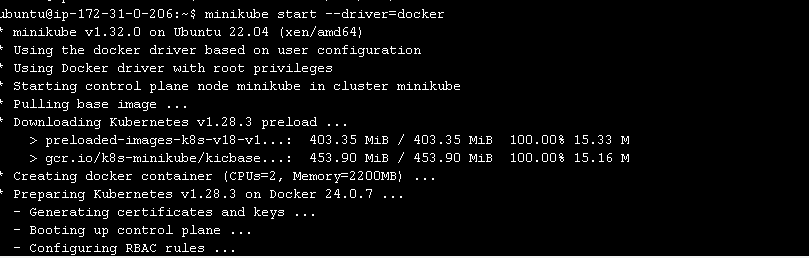 ubuntu@ip-172-31-0-206:~$ minikube start --driver=docker
* minikube v1.32.0 on Ubuntu 22.04 (xen/amd64)
* Using the docker driver based on user configuration
* Using Docker driver with root privileges
* Starting control plane node minikube in cluster minikube
* Pulling base image ...
* Downloading Kubernetes v1.28.3 preload ...
    > preloaded-images-k8s-v18-v1...:  403.35 MiB / 403.35 MiB  100.00% 15.33 M
    > gcr.io/k8s-minikube/kicbase...:  453.90 MiB / 453.90 MiB  100.00% 15.16 M
* Creating docker container (CPUs=2, Memory=2200MB) ...
* Preparing Kubernetes v1.28.3 on Docker 24.0.7 ...
  - Generating certificates and keys ...
  - Booting up control plane ...
  - Configuring RBAC rules ...